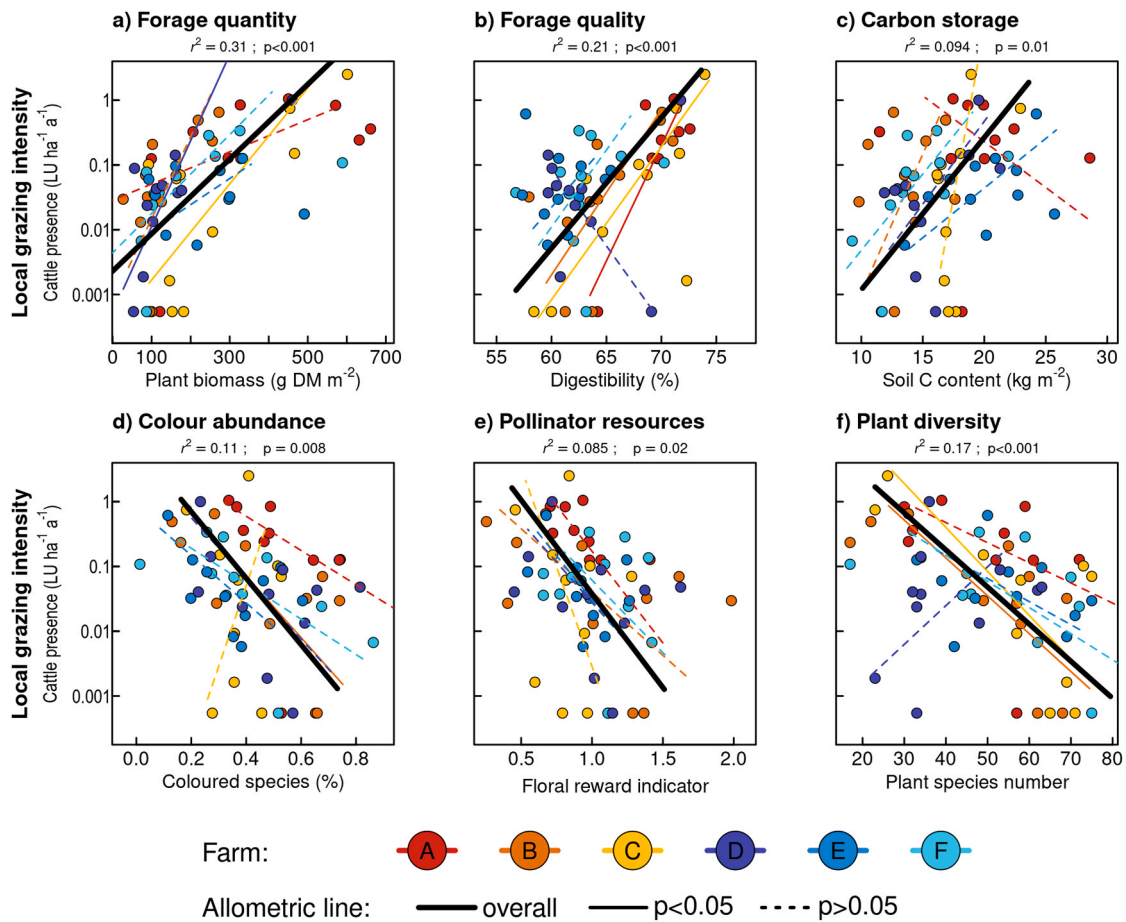 a) Forage quantity
r² = 0.31 ; p<0.001
b) Forage quality
r² = 0.21 ; p<0.001
c) Carbon storage
r² = 0.094 ; p = 0.01
Local grazing intensity
Cattle presence (LU ha⁻¹ a⁻¹)
1
0.1
0.01
0.001
0 100 300 500 700
Plant biomass (g DM m⁻²)
55 60 65 70 75
Digestibility (%)
10 15 20 25 30
Soil C content (kg m⁻²)
d) Colour abundance
r² = 0.11 ; p = 0.008
e) Pollinator resources
r² = 0.085 ; p = 0.02
f) Plant diversity
r² = 0.17 ; p<0.001
Local grazing intensity
Cattle presence (LU ha⁻¹ a⁻¹)
1
0.1
0.01
0.001
0.0 0.2 0.4 0.6 0.8
Coloured species (%)
0.5 1.0 1.5 2.0
Floral reward indicator
20 30 40 50 60 70 80
Plant species number
Farm: A B C D E F
Allometric line: overall p<0.05 p>0.05